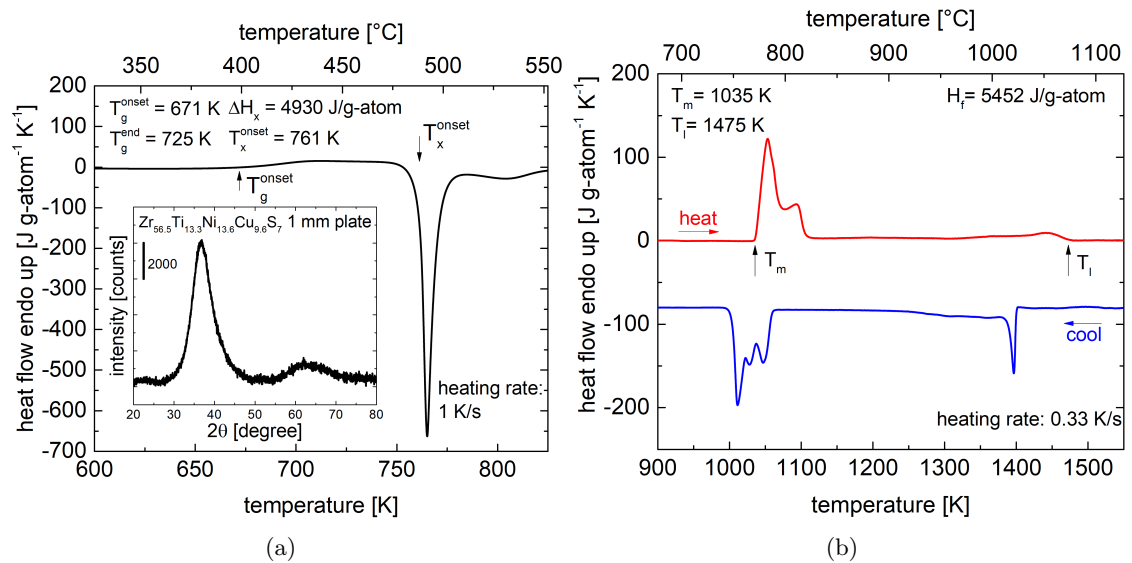 temperature [°C]
350 400 450 500 550
200
100
0
-100
-200
-300
-400
-500
-600
-700
heat flow endo up [J g-atom⁻¹ K⁻¹]
T_g^onset = 671 K ΔH_x = 4930 J/g-atom
T_g^end = 725 K T_x^onset = 761 K
T_x^onset
T_g^onset
Zr₅₆.₅Ti₁₃.₃Ni₁₃.₆Cu₉.₆S₇ 1 mm plate
2000
intensity [counts]
20 30 40 50 60 70 80
2θ [degree]
heating rate:
1 K/s
600 650 700 750 800
temperature [K]
(a)
temperature [°C]
700 800 900 1000 1100
200
100
0
-100
-200
heat flow endo up [J g-atom⁻¹ K⁻¹]
T_m= 1035 K
H_f= 5452 J/g-atom
T_l= 1475 K
heat
T_m
T_l
cool
heating rate: 0.33 K/s
900 1000 1100 1200 1300 1400 1500
temperature [K]
(b)